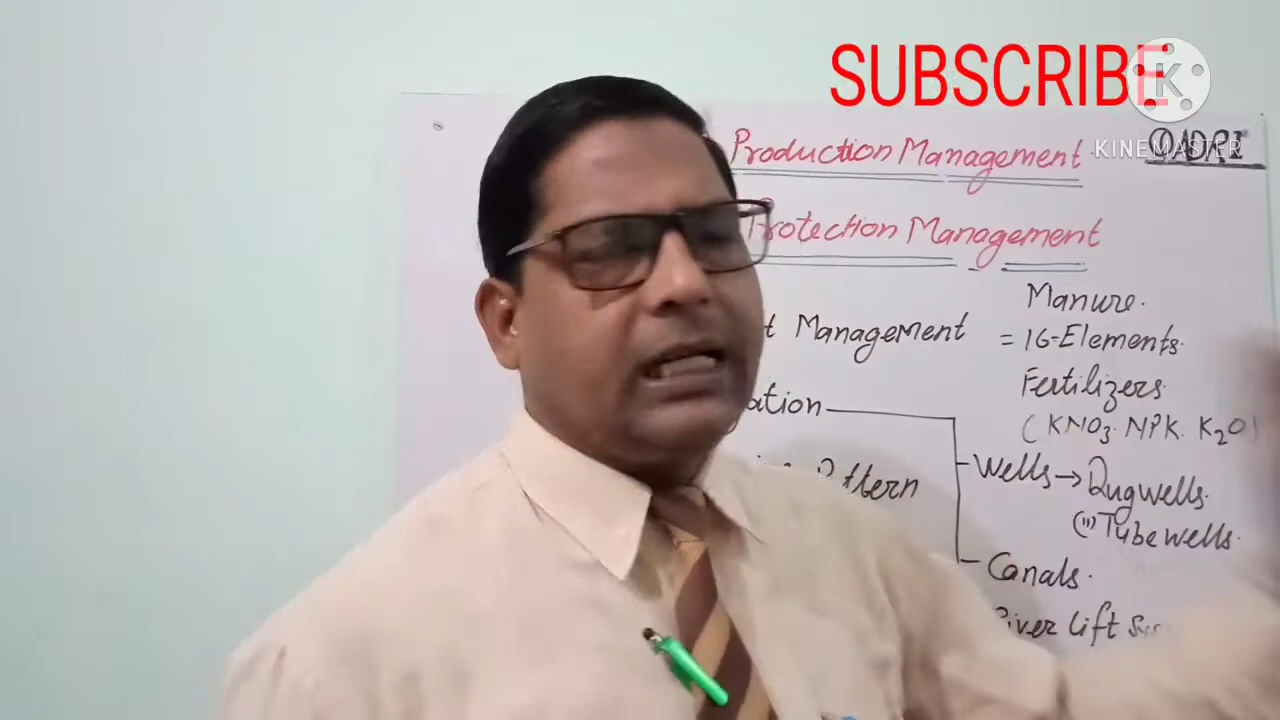 SUBSCRIBE
KINEMASTER
Production Management
Protection Management
Manure.
Management = 16-Elements.
Fertilizers
(KNO3. NPK. K2O)
Wells → Dugwells.
(ii) Tubewells.
Canals.
River lift